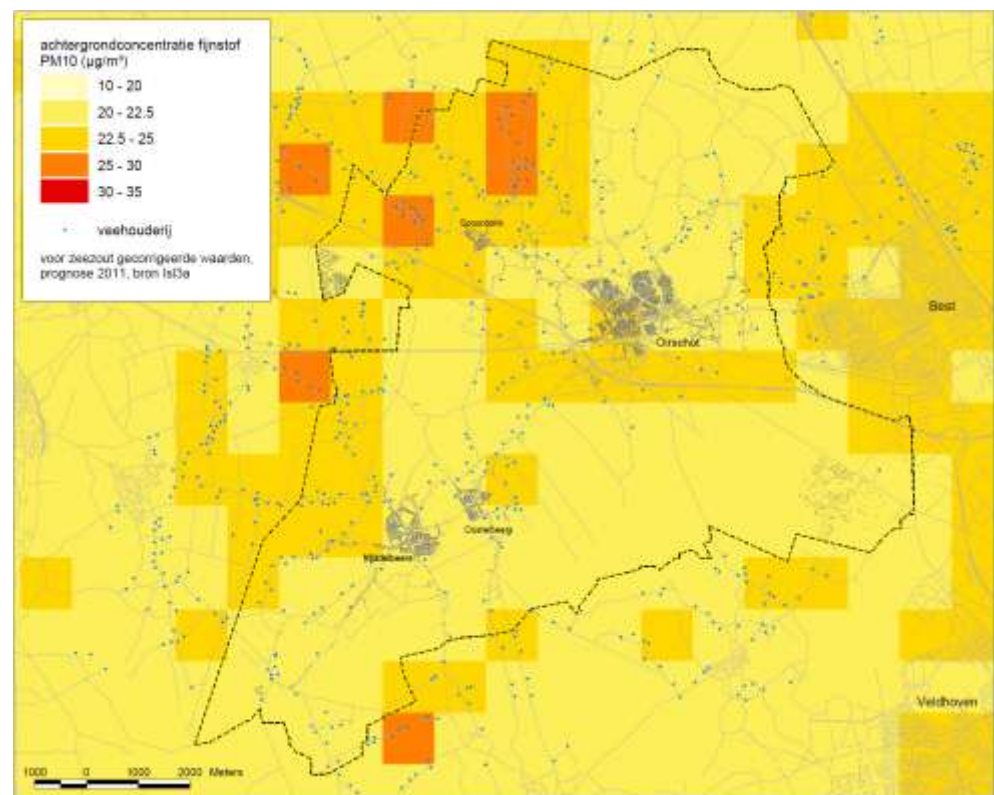 achtergrondconcentratie fijnstof
PM10 (µg/m³)
10 - 20
20 - 22.5
22.5 - 25
25 - 30
30 - 35
veehouderij
voor zeezout gecorrigeerde waarden,
prognose 2011, bron Isl3a
Spoordonk
Best
Oirschot
Oostelbeers
Middelbeers
Veldhoven
1000 0 1000 2000 Meters